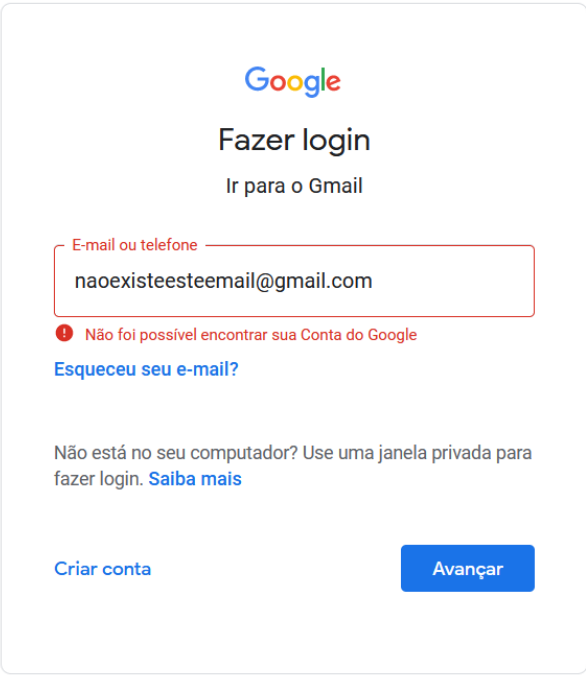 Google
Fazer login
Ir para o Gmail
E-mail ou telefone
naoexisteesteemail@gmail.com
Não foi possível encontrar sua Conta do Google
Esqueceu seu e-mail?
Não está no seu computador? Use uma janela privada para
fazer login. Saiba mais
Criar conta
Avançar